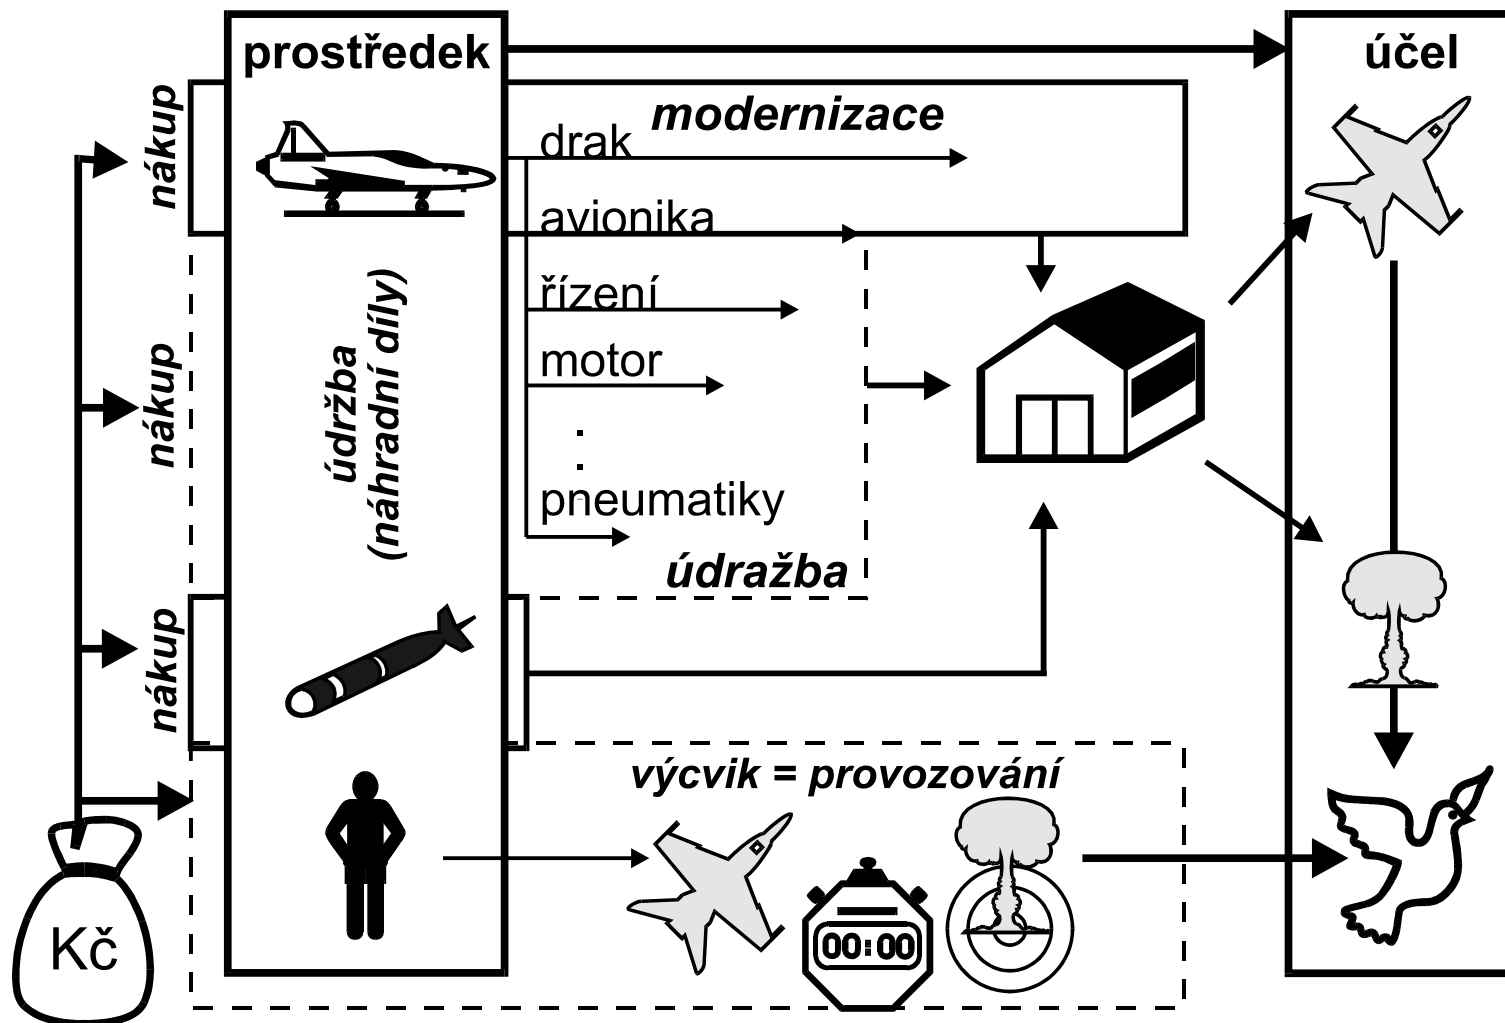 prostředek
účel
nákup
modernizace
drak
avionika
nákup
údržba
(náhradní díly)
řízení
motor
.
.
pneumatiky
údražba
nákup
výcvik = provozování
Kč
00:00